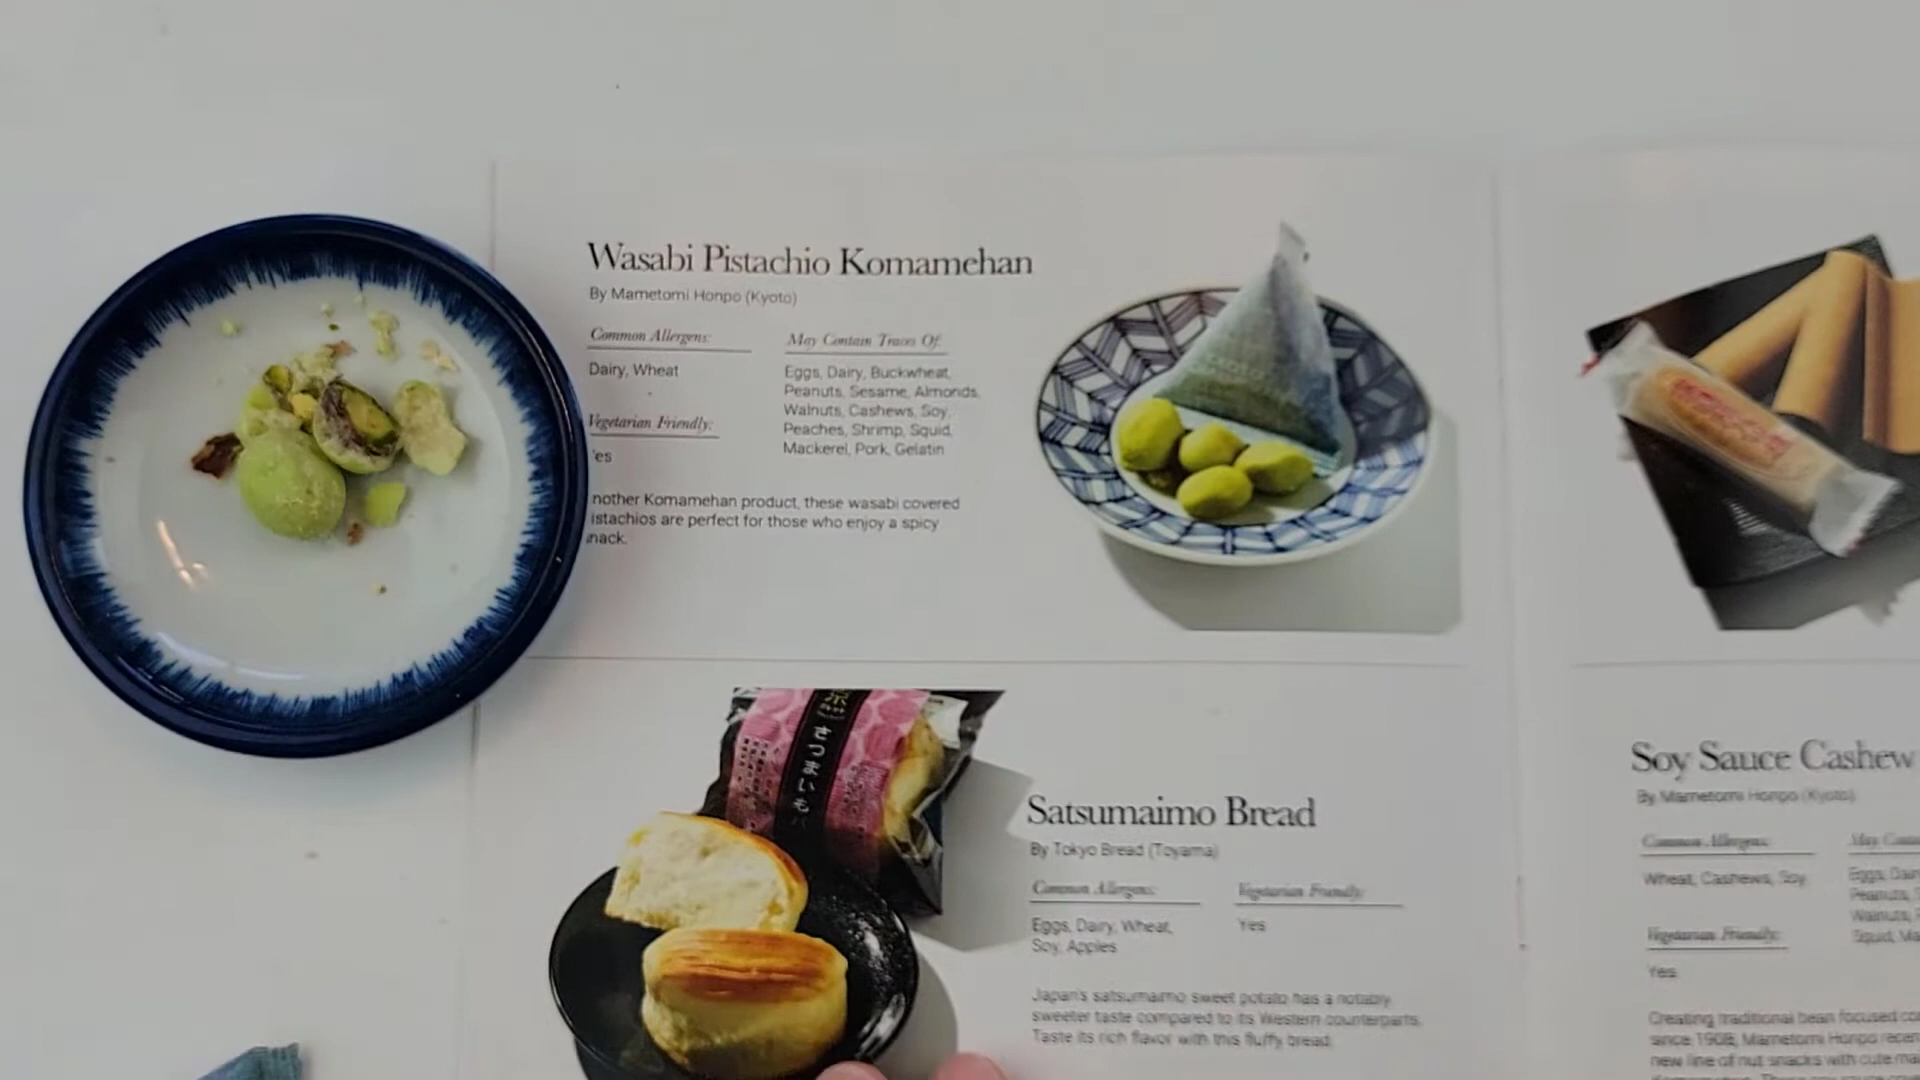 Wasabi Pistachio Komamehan
By Mametomi Honpo (Kyoto)
Common Allergens:
Dairy, Wheat
May Contain Traces Of:
Eggs, Dairy, Buckwheat,
Peanuts, Sesame, Almonds,
Walnuts, Cashews, Soy,
Peaches, Shrimp, Squid,
Mackerel, Pork, Gelatin
Vegetarian Friendly:
es
nother Komamehan product, these wasabi covered
istachios are perfect for those who enjoy a spicy
nack.
さつまいも
Satsumaimo Bread
By Tokyo Bread (Toyama)
Common Allergens:
Eggs, Dairy, Wheat,
Soy, Apples
Vegetarian Friendly:
Yes
Japan's satsumaimo sweet potato has a notably
sweeter taste compared to its Western counterparts.
Taste its rich flavor with this fluffy bread.
Soy Sauce Cashew
By Mametomi Honpo (Kyoto)
Common Allergens:
Wheat, Cashews, Soy
May
Eggs,
Peanuts,
Walnuts,
Squid,
Vegetarian Friendly:
Yes
Creating traditional bean focused
since 1908, Mametomi Honpo
new line of nut snacks with cute